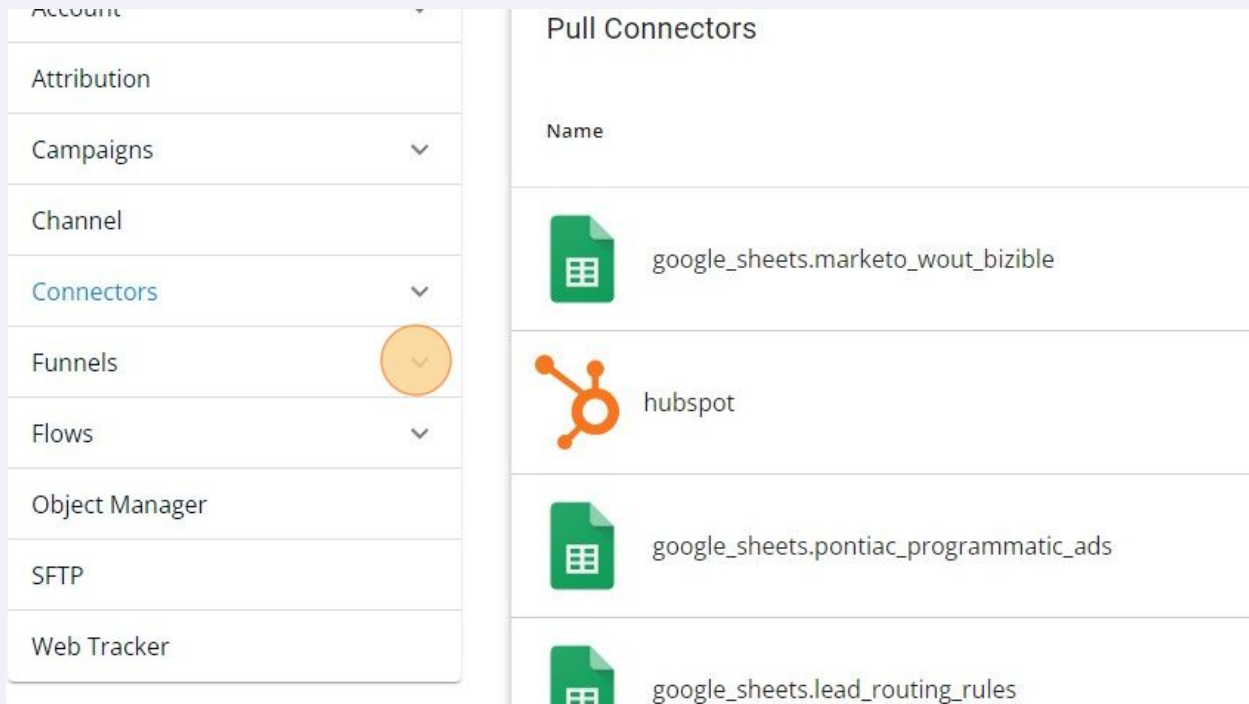 Account
Attribution
Campaigns
Channel
Connectors
Funnels
Flows
Object Manager
SFTP
Web Tracker
Pull Connectors
Name
google_sheets.marketo_wout_bizible
hubspot
google_sheets.pontiac_programmatic_ads
google_sheets.lead_routing_rules